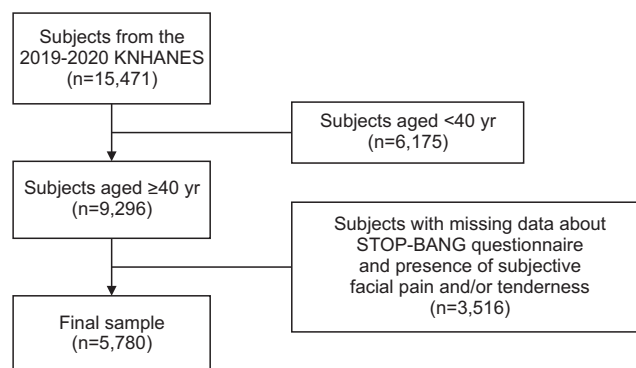 Subjects from the
2019-2020 KNHANES
(n=15,471)
Subjects aged <40 yr
(n=6,175)
Subjects aged ≥40 yr
(n=9,296)
Subjects with missing data about
STOP-BANG questionnaire
and presence of subjective
facial pain and/or tenderness
(n=3,516)
Final sample
(n=5,780)